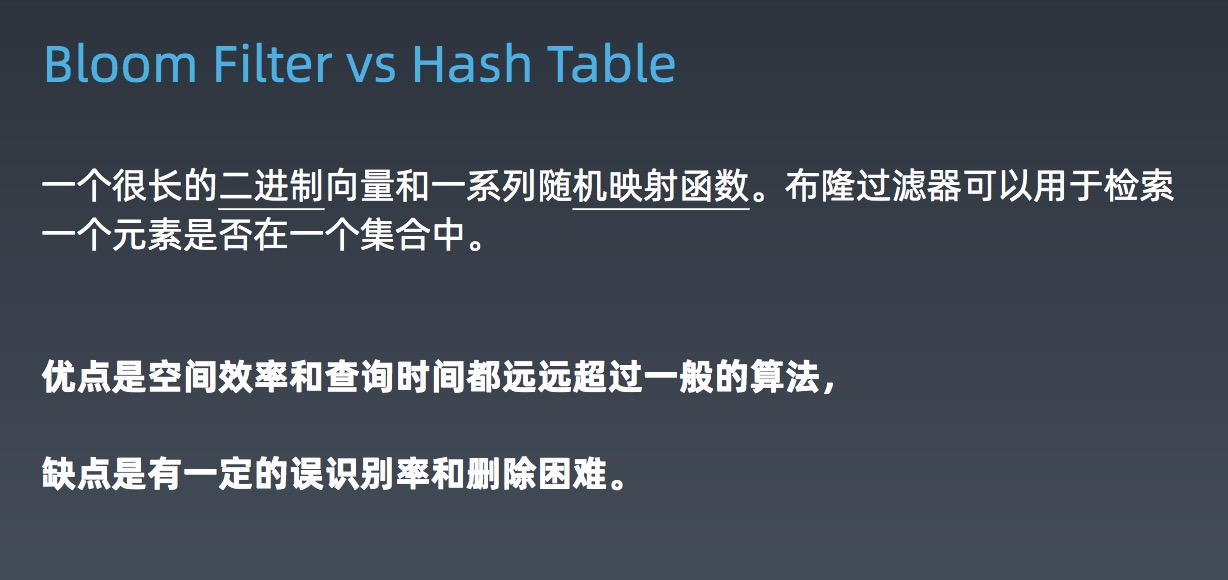 Bloom Filter vs Hash Table
一个很长的二进制向量和一系列随机映射函数。布隆过滤器可以用于检索
一个元素是否在一个集合中。
优点是空间效率和查询时间都远远超过一般的算法，
缺点是有一定的误识别率和删除困难。